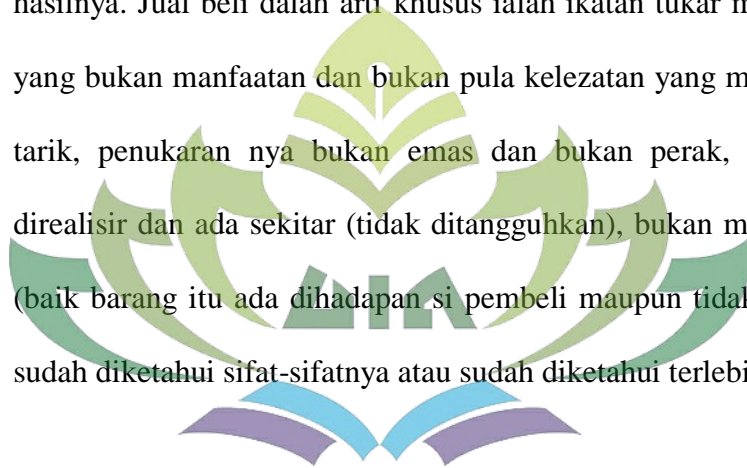 hasilnya. Jual beli dalah arti khusus ialah ikatan tukar m
yang bukan manfaatan dan bukan pula kelezatan yang m
tarik, penukaran nya bukan emas dan bukan perak,
direalisir dan ada sekitar (tidak ditangguhkan), bukan m
(baik barang itu ada dihadapan si pembeli maupun tidak
sudah diketahui sifat-sifatnya atau sudah diketahui terlebi